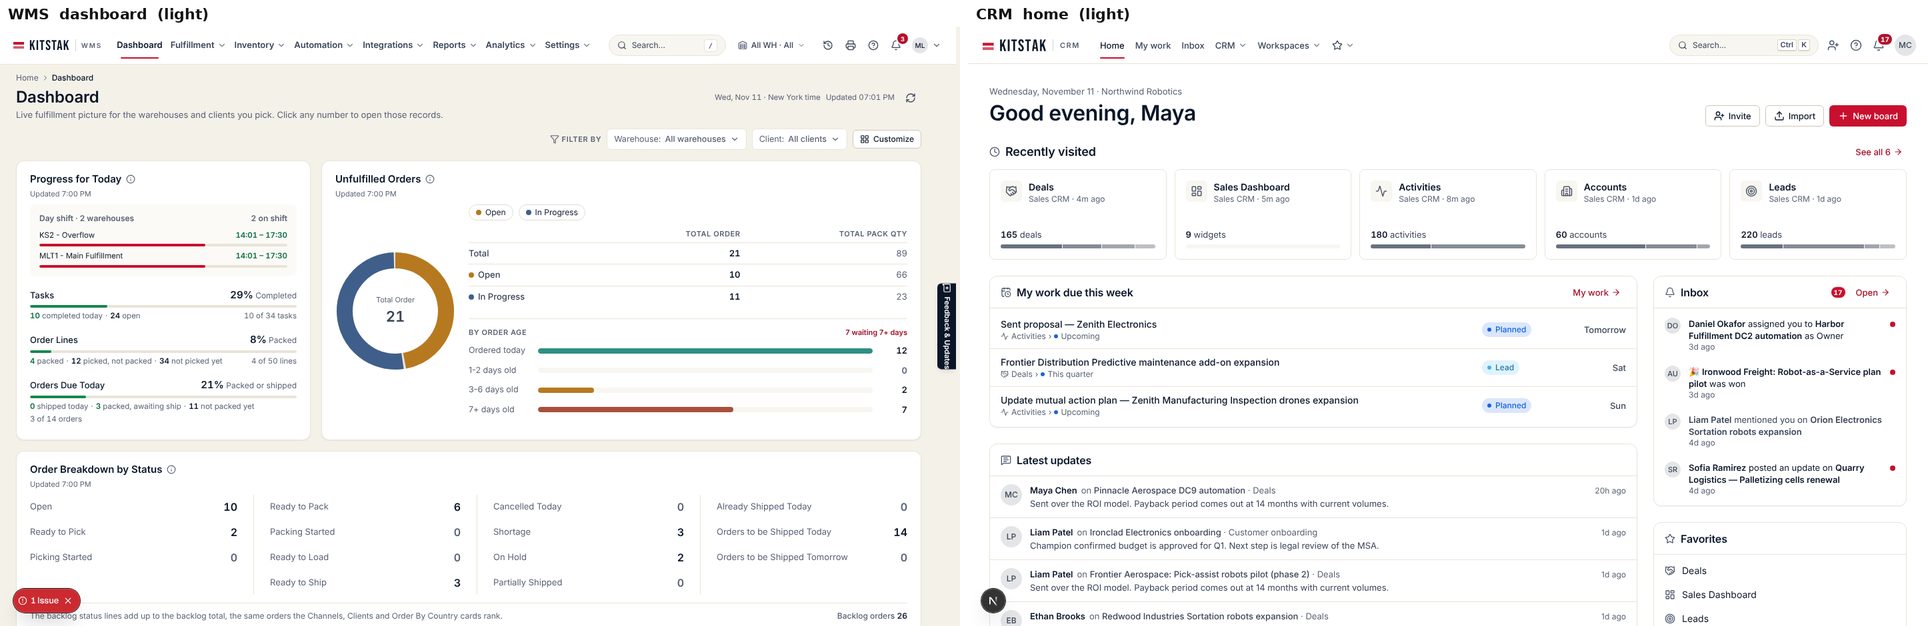 WMS dashboard (light)
KITSTAK WMS Dashboard Fulfillment Inventory Automation Integrations Reports Analytics Settings Search... / All WH · All 3 ML
Home > Dashboard
Dashboard
Wed, Nov 11 · New York time Updated 07:01 PM
Live fulfillment picture for the warehouses and clients you pick. Click any number to open those records.
FILTER BY Warehouse: All warehouses Client: All clients Customize
Progress for Today
Updated 7:00 PM
Day shift · 2 warehouses 2 on shift
KS2 - Overflow 14:01 – 17:30
MLT1 - Main Fulfillment 14:01 – 17:30
Tasks 29% Completed
10 completed today · 24 open 10 of 34 tasks
Order Lines 8% Packed
4 packed · 12 picked, not packed · 34 not picked yet 4 of 50 lines
Orders Due Today 21% Packed or shipped
0 shipped today · 3 packed, awaiting ship · 11 not packed yet
3 of 14 orders
Unfulfilled Orders
Updated 7:00 PM
Open In Progress
Total Order
21
TOTAL ORDER TOTAL PACK QTY
Total 21 89
Open 10 66
In Progress 11 23
BY ORDER AGE 7 waiting 7+ days
Ordered today 12
1-2 days old 0
3-6 days old 2
7+ days old 7
Feedback & Updates
Order Breakdown by Status
Updated 7:00 PM
Open 10
Ready to Pick 2
Picking Started 0
Ready to Pack 6
Packing Started 0
Ready to Load 0
Ready to Ship 3
Cancelled Today 0
Shortage 3
On Hold 2
Partially Shipped 0
Already Shipped Today 0
Orders to be Shipped Today 14
Orders to be Shipped Tomorrow 0
1 Issue
The backlog status lines add up to the backlog total, the same orders the Channels, Clients and Order By Country cards rank.
Backlog orders 26
CRM home (light)
KITSTAK CRM Home My work Inbox CRM Workspaces Search... Ctrl K 17 MC
Wednesday, November 11 · Northwind Robotics
Good evening, Maya
Invite Import New board
Recently visited See all 6
Deals
Sales CRM · 4m ago
165 deals
Sales Dashboard
Sales CRM · 5m ago
9 widgets
Activities
Sales CRM · 8m ago
180 activities
Accounts
Sales CRM · 1d ago
60 accounts
Leads
Sales CRM · 1d ago
220 leads
My work due this week My work
Sent proposal — Zenith Electronics Planned Tomorrow
Activities › Upcoming
Frontier Distribution Predictive maintenance add-on expansion Lead Sat
Deals › This quarter
Update mutual action plan — Zenith Manufacturing Inspection drones expansion Planned Sun
Activities › Upcoming
Latest updates
MC Maya Chen on Pinnacle Aerospace DC9 automation · Deals 20h ago
Sent over the ROI model. Payback period comes out at 14 months with current volumes.
LP Liam Patel on Ironclad Electronics onboarding · Customer onboarding 1d ago
Champion confirmed budget is approved for Q1. Next step is legal review of the MSA.
LP Liam Patel on Frontier Aerospace: Pick-assist robots pilot (phase 2) · Deals 1d ago
Sent over the ROI model. Payback period comes out at 14 months with current volumes.
EB Ethan Brooks on Redwood Industries Sortation robots expansion · Deals 1d ago
N
Inbox 17 Open
DO Daniel Okafor assigned you to Harbor
Fulfillment DC2 automation as Owner
3d ago
AU 🎉 Ironwood Freight: Robot-as-a-Service plan
pilot was won
3d ago
LP Liam Patel mentioned you on Orion Electronics
Sortation robots expansion
4d ago
SR Sofia Ramirez posted an update on Quarry
Logistics — Palletizing cells renewal
4d ago
Favorites
Deals
Sales Dashboard
Leads